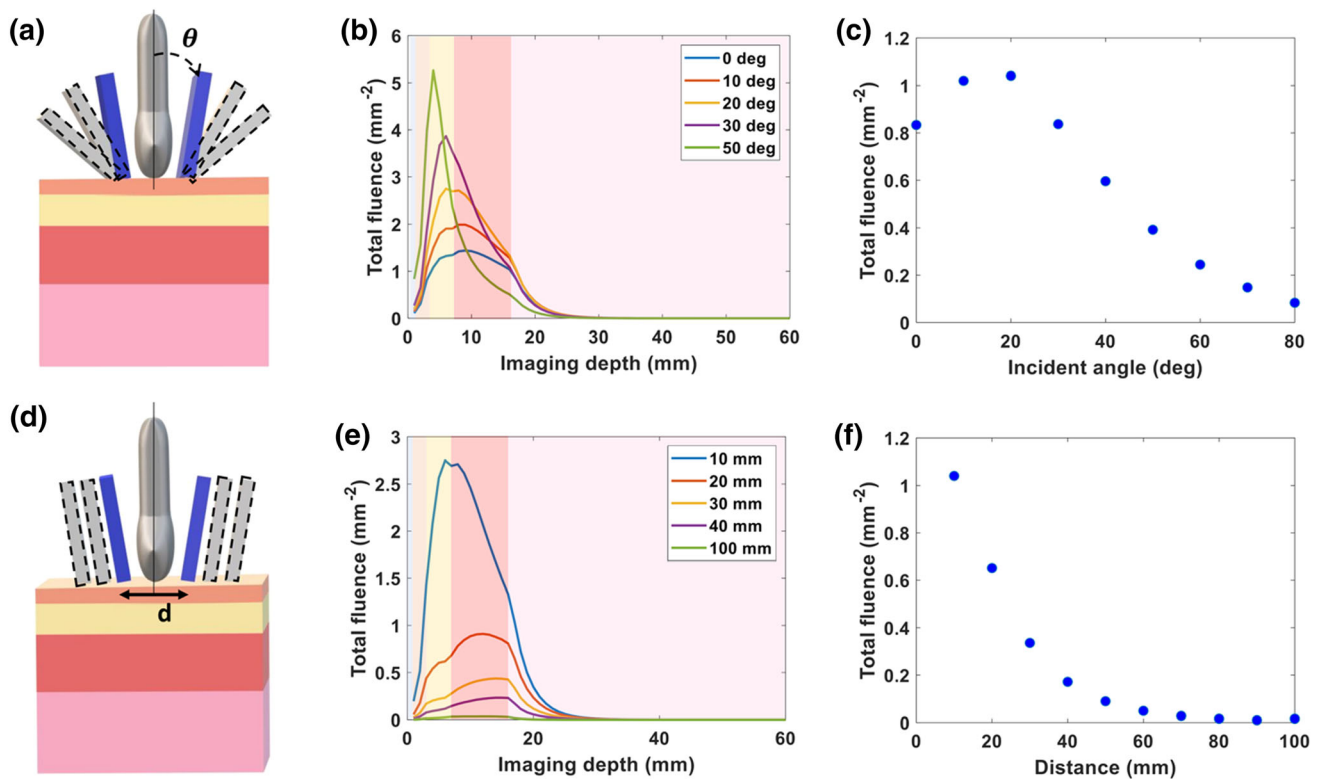 (a)
θ
(b)
Total fluence (mm⁻²)
6
5
4
3
2
1
0
0 deg
10 deg
20 deg
30 deg
50 deg
0 10 20 30 40 50 60
Imaging depth (mm)
(c)
Total fluence (mm⁻²)
1.2
1
0.8
0.6
0.4
0.2
0
0 20 40 60 80
Incident angle (deg)
(d)
d
(e)
Total fluence (mm⁻²)
3
2.5
2
1.5
1
0.5
0
10 mm
20 mm
30 mm
40 mm
100 mm
0 20 40 60
Imaging depth (mm)
(f)
Total fluence (mm⁻²)
1.2
1
0.8
0.6
0.4
0.2
0
0 20 40 60 80 100
Distance (mm)